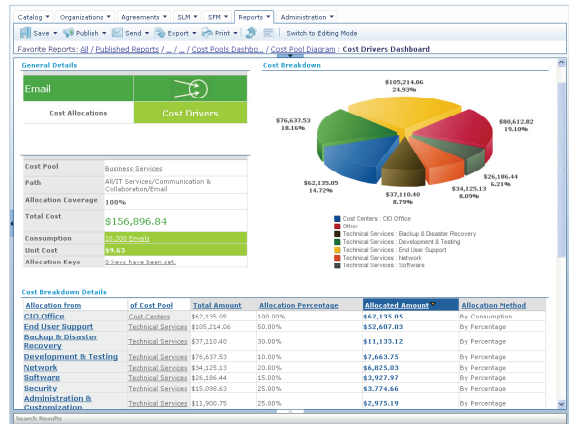 Catalog Organizations Agreements SLM SFM Reports Administration
Save Publish Send Export Print Switch to Editing Mode
Favorite Reports: All / Published Reports / ... / ... / Cost Pools Dashbo... / Cost Pool Diagram : Cost Drivers Dashboard
General Details
Cost Breakdown
Email
Cost Allocations Cost Drivers
$105,214.06
24.93%
$80,612.82
19.10%
$26,186.44
6.21%
$34,125.13
8.09%
$37,110.40
8.79%
$62,135.05
14.72%
$76,637.53
18.16%
Cost Pool Business Services
Path All/IT Services/Communication &
Collaboration/Email
Allocation Coverage 100%
Total Cost $156,896.84
Consumption 16,300 Emails
Unit Cost $9.63
Allocation Keys 0 keys have been set.
Cost Centers : CIO Office
Other
Technical Services : Backup & Disaster Recovery
Technical Services : Development & Testing
Technical Services : End User Support
Technical Services : Network
Technical Services : Software
Cost Breakdown Details
Allocation from of Cost Pool Total Amount Allocation Percentage Allocated Amount Allocation Method
CIO Office Cost Centers $62,135.05 100.00% $62,135.05 By Consumption
End User Support Technical Services $105,214.06 50.00% $52,607.03 By Percentage
Backup & Disaster
Recovery Technical Services $37,110.40 30.00% $11,133.12 By Percentage
Development & Testing Technical Services $76,637.53 10.00% $7,663.75 By Percentage
Network Technical Services $34,125.13 20.00% $6,825.03 By Percentage
Software Technical Services $26,186.44 15.00% $3,927.97 By Percentage
Security Technical Services $15,098.63 25.00% $3,774.66 By Percentage
Administration &
Customization Technical Services $11,900.75 25.00% $2,975.19 By Percentage
Search Results